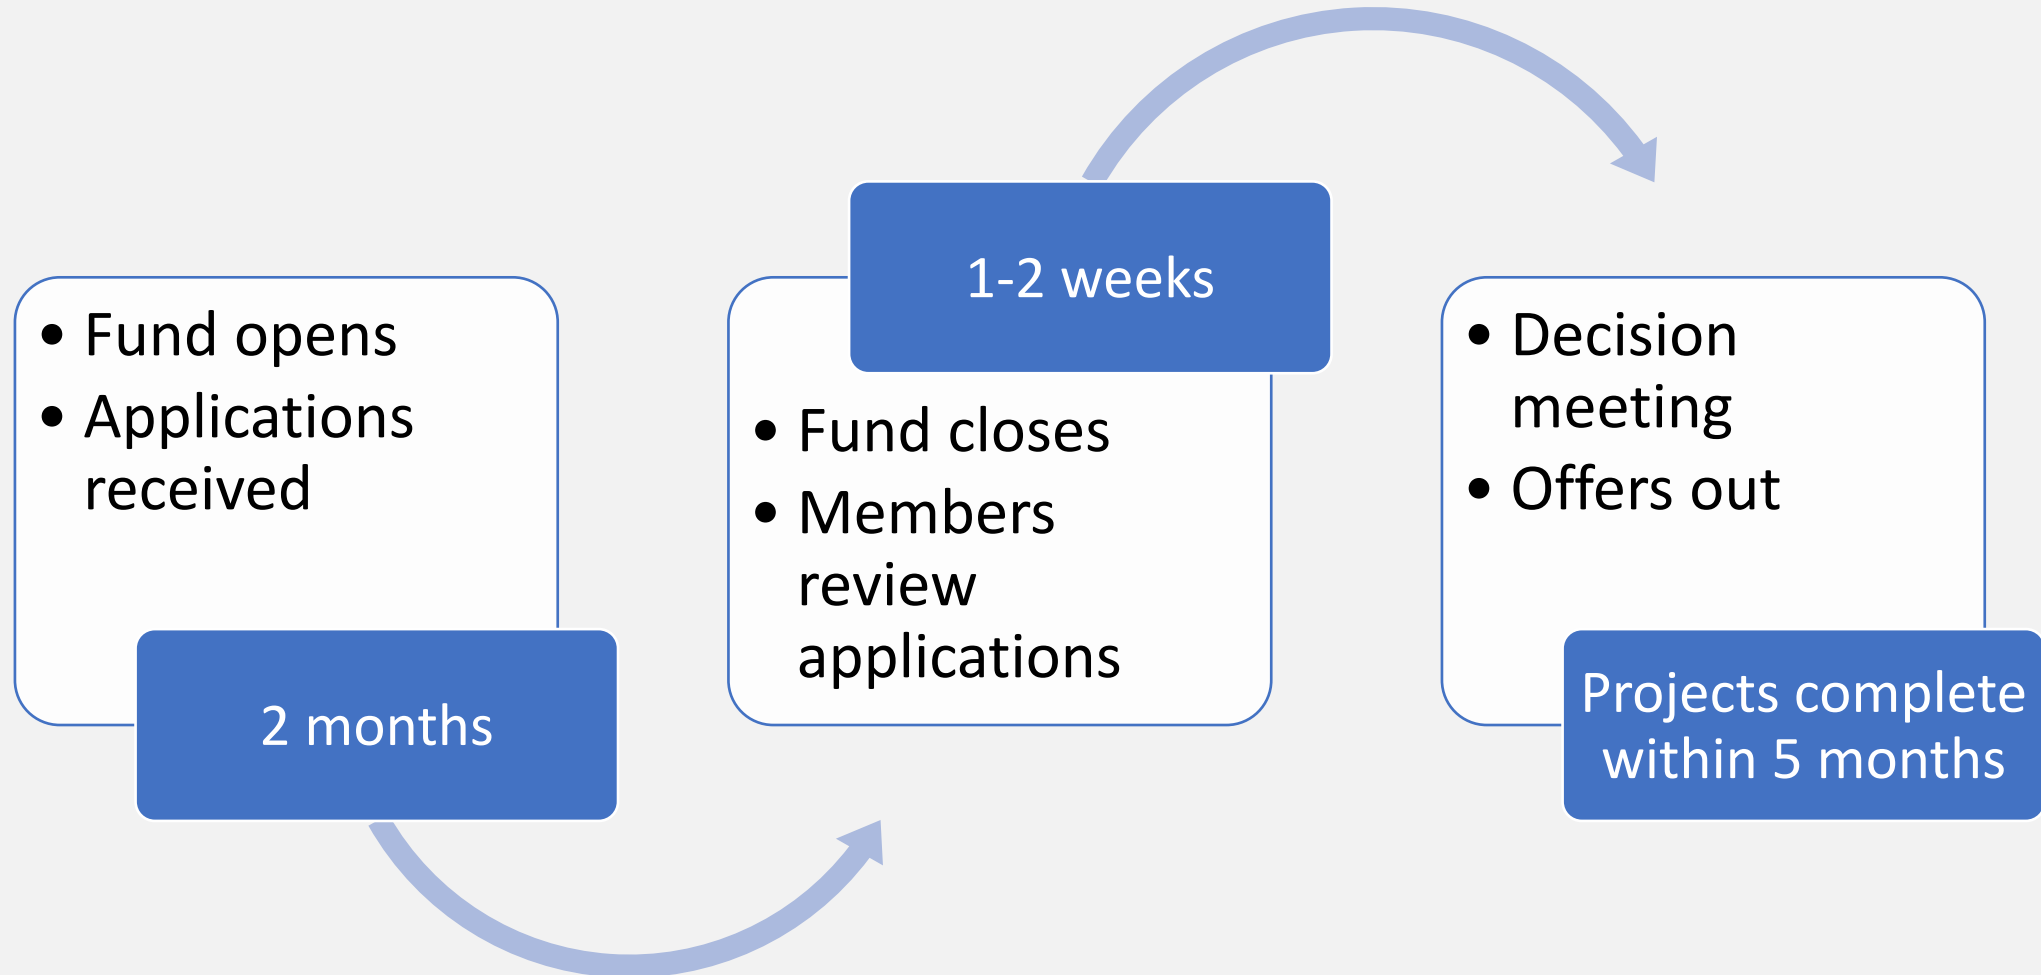 • Fund opens
• Applications
received
2 months
1-2 weeks
• Fund closes
• Members
review
applications
• Decision
meeting
• Offers out
Projects complete
within 5 months